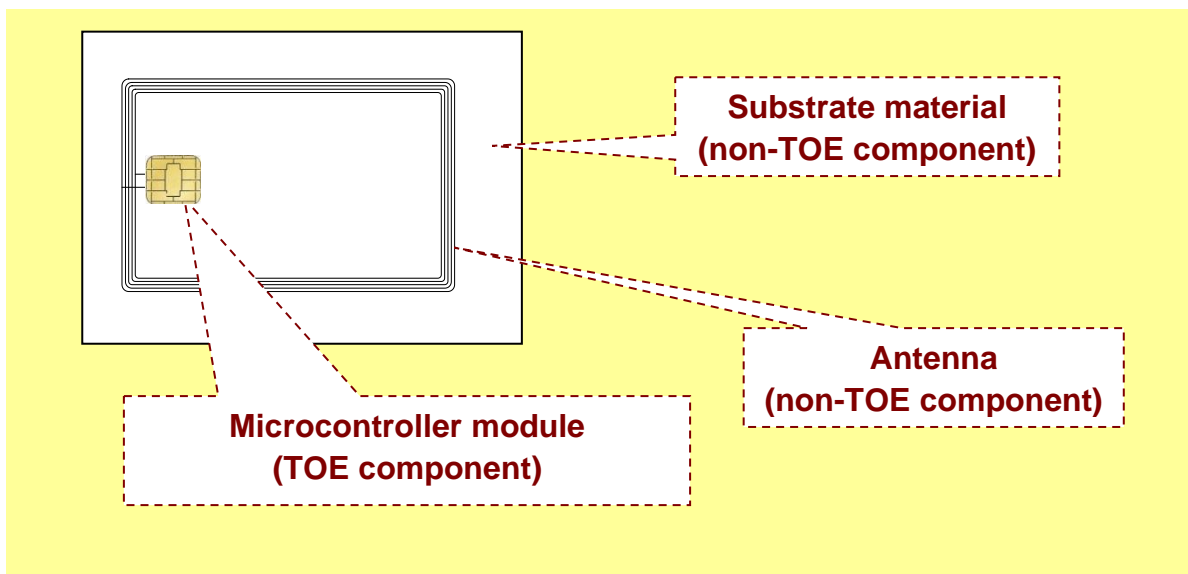 Substrate material
(non-TOE component)
Antenna
(non-TOE component)
Microcontroller module
(TOE component)